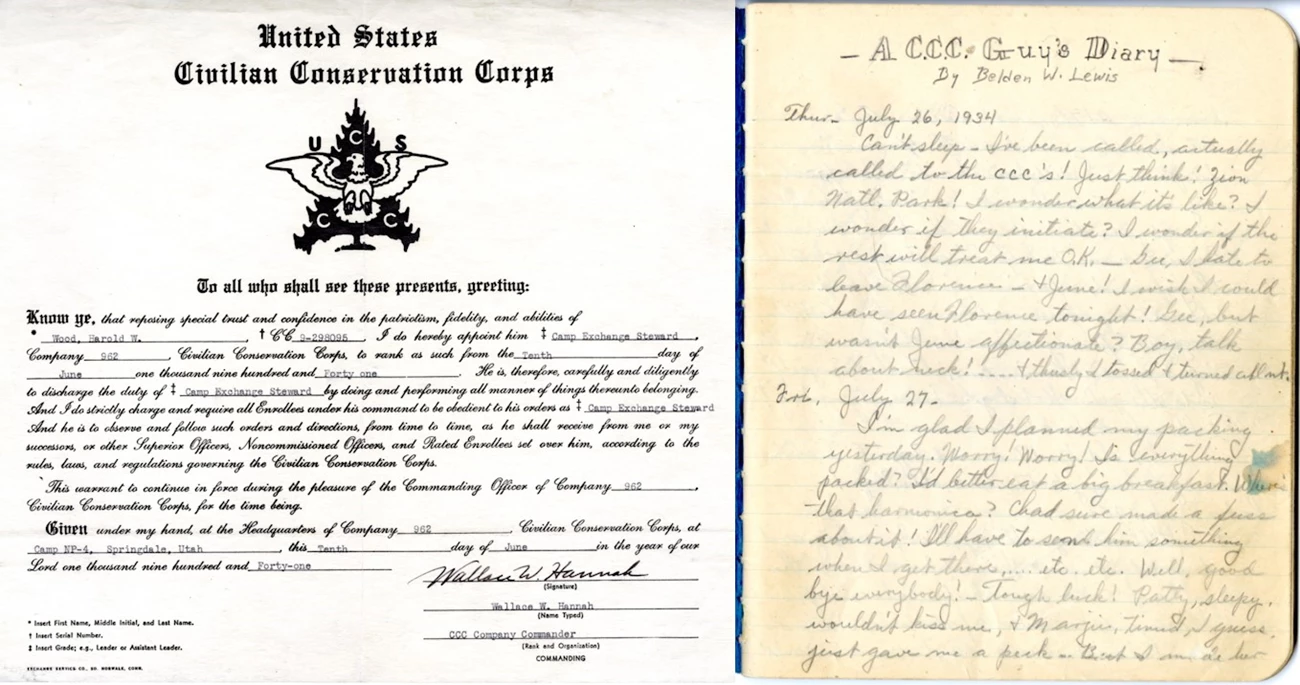 United States
Civilian Conservation Corps
U C S
C C
To all who shall see these presents, greeting:
Know ye, that reposing special trust and confidence in the patriotism, fidelity, and abilities of
* Wood, Harold W. , † CC 9-298095 I do hereby appoint him ‡ Camp Exchange Steward ,
Company 962 , Civilian Conservation Corps, to rank as such from the Tenth day of
June one thousand nine hundred and Forty one . He is, therefore, carefully and diligently
to discharge the duty of ‡ Camp Exchange Steward by doing and performing all manner of things thereunto belonging.
And I do strictly charge and require all Enrollees under his command to be obedient to his orders as ‡ Camp Exchange Steward
And he is to observe and follow such orders and directions, from time to time, as he shall receive from me or my
successors, or other Superior Officers, Noncommissioned Officers, and Rated Enrollees set over him, according to the
rules, laws, and regulations governing the Civilian Conservation Corps.
This warrant to continue in force during the pleasure of the Commanding Officer of Company 962 ,
Civilian Conservation Corps, for the time being.
Given under my hand, at the Headquarters of Company 962 , Civilian Conservation Corps, at
Camp NP-4, Springdale, Utah , this Tenth day of June in the year of our
Lord one thousand nine hundred and Forty-one
Wallace W. Hannah
(Signature)
Wallace W. Hannah
(Name Typed)
CCC Company Commander
(Rank and Organization)
COMMANDING
* Insert First Name, Middle Initial, and Last Name.
† Insert Serial Number.
‡ Insert Grade; e.g., Leader or Assistant Leader.
EXCHANGE SERVICE CO., SO. NORWALK, CONN.
— A C.C.C. Guy's Diary —
By Belden W. Lewis
Thur- July 26, 1934
Can't sleep - I've been called, actually
called to the CCC's! Just think! Zion
Natl. Park! I wonder what it's like? I
wonder if they initiate? I wonder if the
rest will treat me O.K. — Gee, I hate to
leave Florence - & June! I wish I could
have seen Florence tonight! Gee, but
wasn't June affectionate? Boy, talk
about neck! .... & thusly I tossed & turned all nt.
July 27-
I'm glad I planned my packing
yesterday. Worry! Worry! Is everything
packed? I'd better eat a big breakfast. Where's
that harmonica? Chad sure made a fuss
about it! I'll have to send him something
when I get there, .... etc. etc. Well, good
bye everybody! - Tough luck! Patty, sleepy,
wouldn't kiss me, & Margie, timid, I guess,
just gave me a peck - But I made her